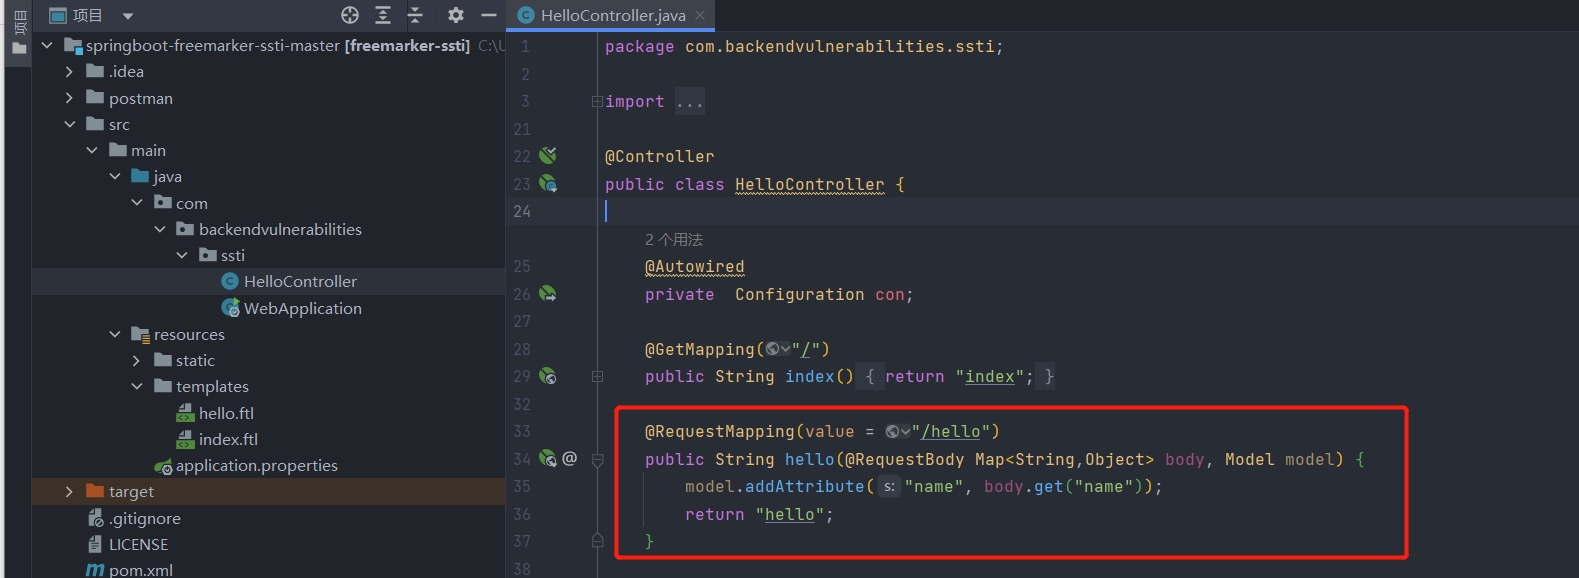 项目
项目
springboot-freemarker-ssti-master [freemarker-ssti] C:\U
.idea
postman
src
main
java
com
backendvulnerabilities
ssti
HelloController
WebApplication
resources
static
templates
hello.ftl
index.ftl
application.properties
target
.gitignore
LICENSE
pom.xml
HelloController.java
1 package com.backendvulnerabilities.ssti;
2
3 import ...
21
22 @Controller
23 public class HelloController {
24
2 个用法
25 @Autowired
26 private  Configuration con;
27
28 @GetMapping("/")
29 public String index() { return "index"; }
32
33 @RequestMapping(value = "/hello")
34 @ public String hello(@RequestBody Map<String,Object> body, Model model) {
35 model.addAttribute( s: "name", body.get("name"));
36 return "hello";
37 }
38